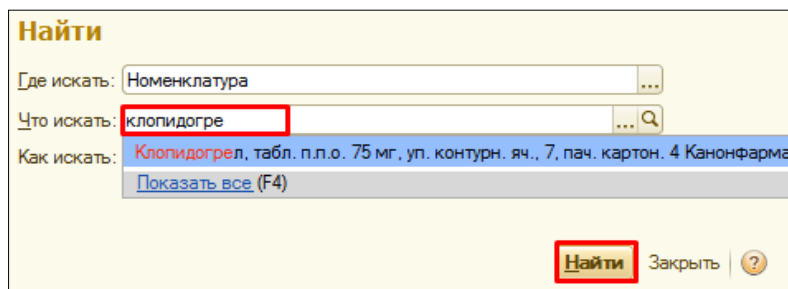 Найти
Где искать: Номенклатура ...
Что искать: клопидогре ...
Как искать: Клопидогрел, табл. п.п.о. 75 мг, уп. контурн. яч., 7, пач. картон. 4 Канонфарма
Показать все (F4)
Найти Закрыть ?